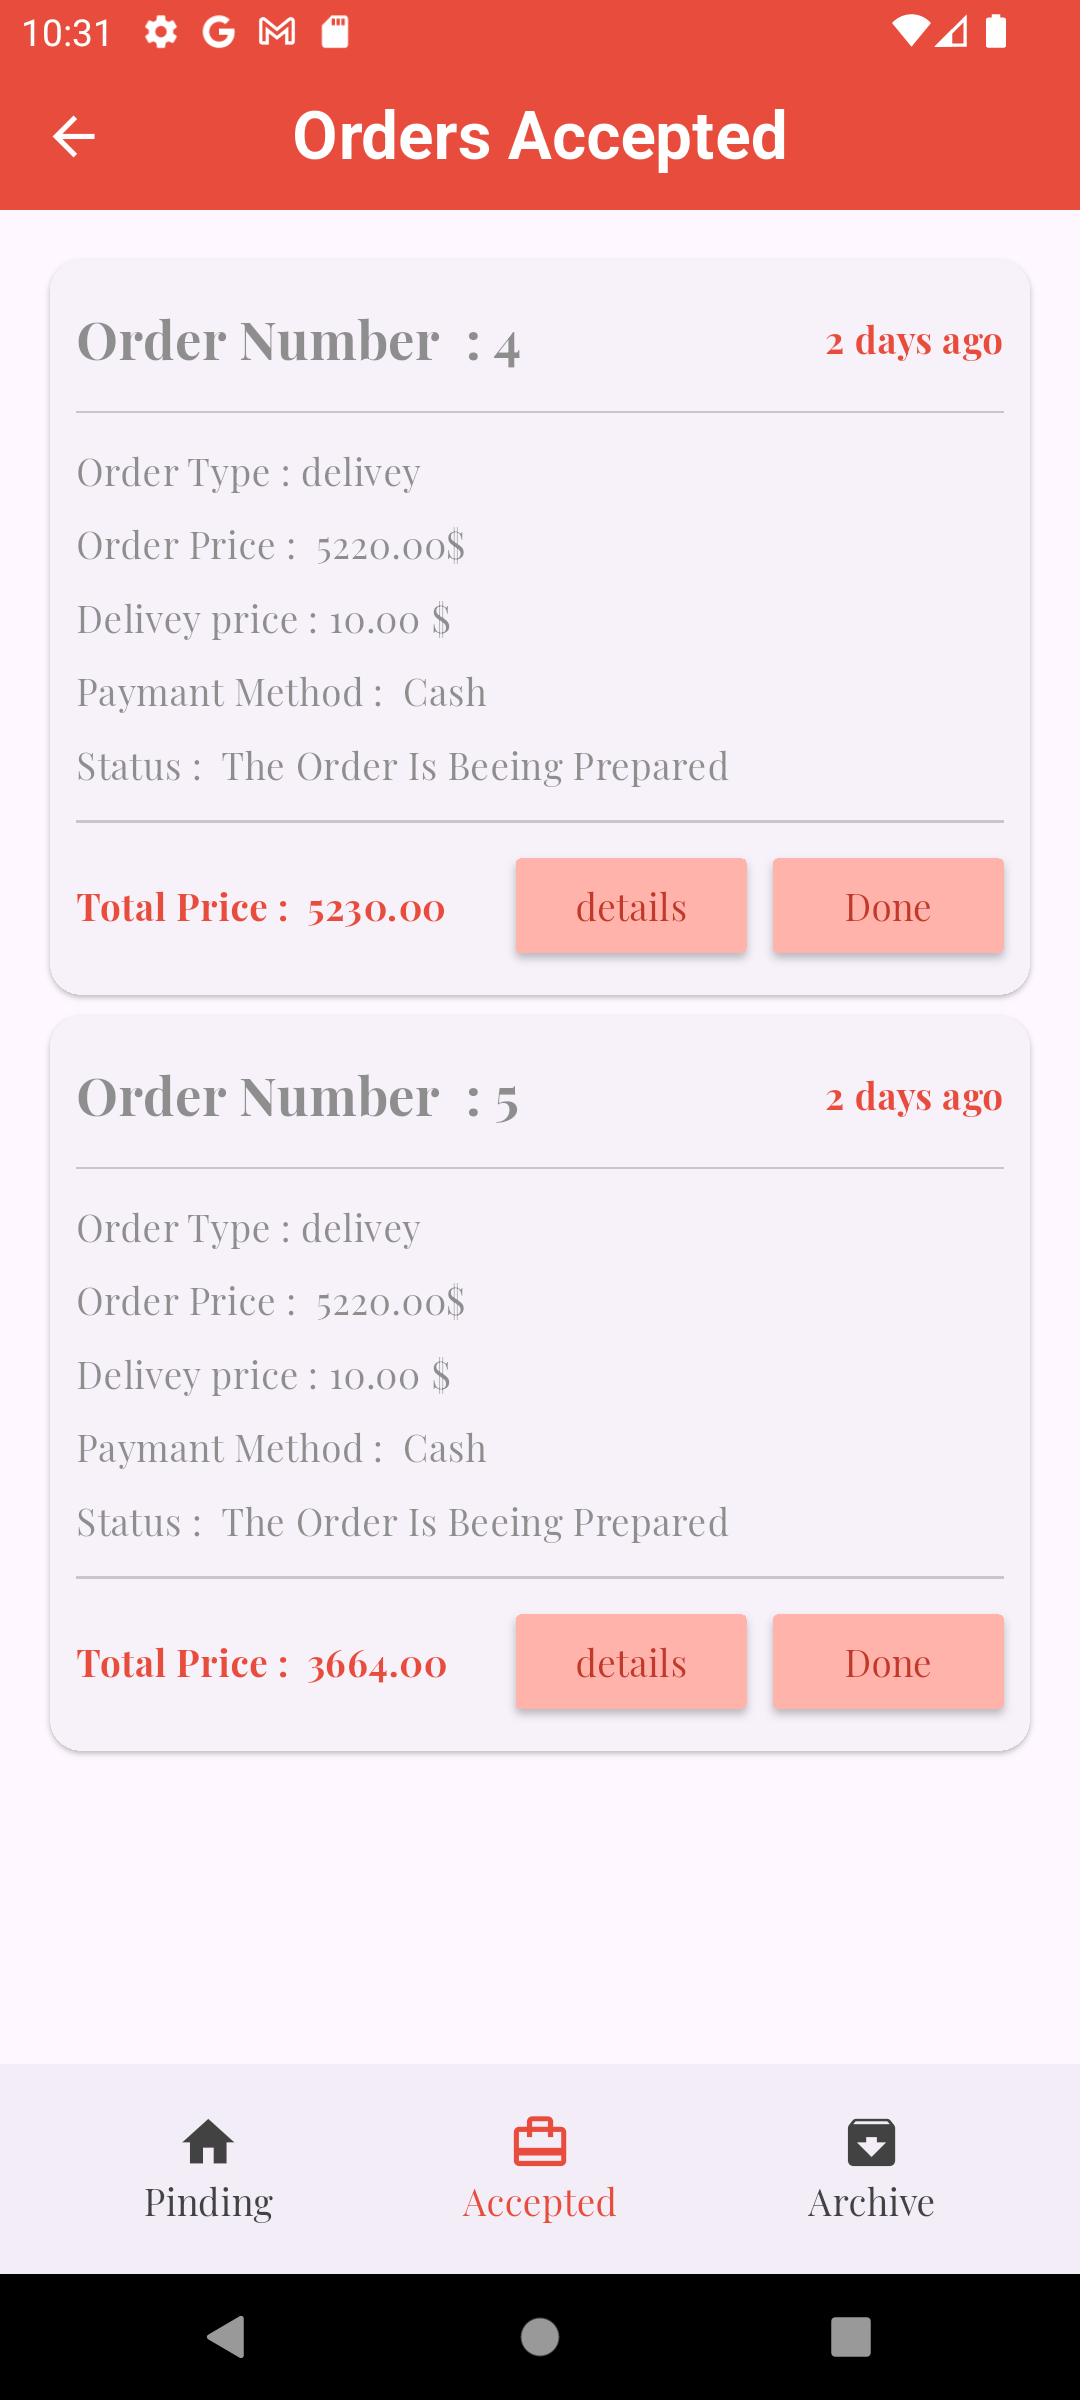 10:31
Orders Accepted
Order Number : 4
2 days ago
Order Type : delivey
Order Price : 5220.00$
Delivey price : 10.00 $
Paymant Method : Cash
Status : The Order Is Beeing Prepared
Total Price : 5230.00
details
Done
Order Number : 5
2 days ago
Order Type : delivey
Order Price : 5220.00$
Delivey price : 10.00 $
Paymant Method : Cash
Status : The Order Is Beeing Prepared
Total Price : 3664.00
details
Done
Pinding
Accepted
Archive